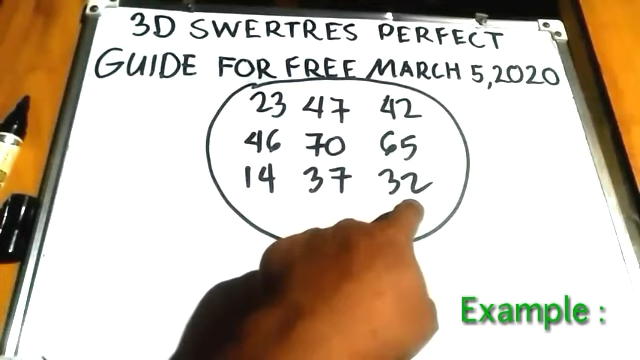 3D SWERTRES PERFECT
GUIDE FOR FREE MARCH 5, 2020
23 47 42
46 70 65
14 37 32
Example :